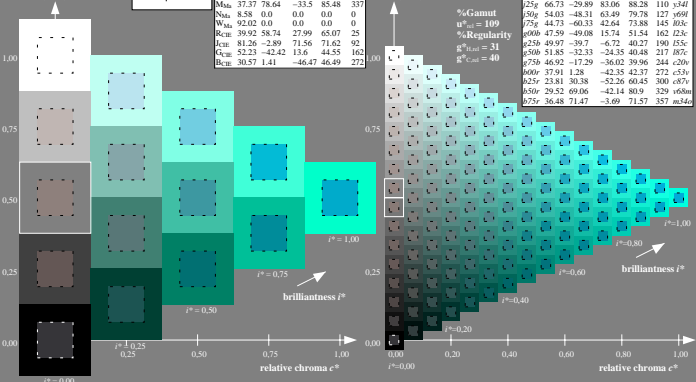 M_Ma 37.37 78.64 −33.5 85.48 337
N_Ma 8.58 0.0 0.0 0.0 0
W_Ma 92.02 0.0 0.0 0.0 0
R_CIE 39.92 58.74 27.99 65.07 25
J_CIE 81.26 −2.89 71.56 71.62 92
G_CIE 52.23 −42.42 13.6 44.55 162
B_CIE 30.57 1.41 −46.47 46.49 272
1,00
0,75
0,50
0,25
0,00
i* = 1,00
i* = 0,75
brilliantness i*
i* = 0,50
i* = 0,25
i* = 0,00
0,25
0,50
0,75
1,00
relative chroma c*
%Gamut
u*_rel = 109
%Regularity
g*_H,rel = 31
g*_C,rel = 40
j25g 66.73 −29.89 83.06 88.28 110 y34l
j50g 54.03 −48.31 63.49 79.78 127 y69l
j75g 44.73 −60.33 42.64 73.88 145 l03c
g00b 47.59 −49.08 15.74 51.54 162 l23c
g25b 49.97 −39.7 −6.72 40.27 190 l55c
g50b 51.85 −32.33 −24.35 40.48 217 l87c
g75b 46.92 −17.29 −36.02 39.96 244 c20v
b00r 37.91 1.28 −42.35 42.37 272 c53v
b25r 23.81 30.38 −52.26 60.45 300 c87v
b50r 29.52 69.06 −42.14 80.9 329 v68m
b75r 36.48 71.47 −3.69 71.57 357 m34o
1,00
0,75
0,50
0,25
0,00
i*=1,00
i*=0,80
brilliantness i*
i*=0,60
i*=0,40
i*=0,20
i*=0,00
0,00
0,20
0,40
0,60
0,80
1,00
relative chroma c*